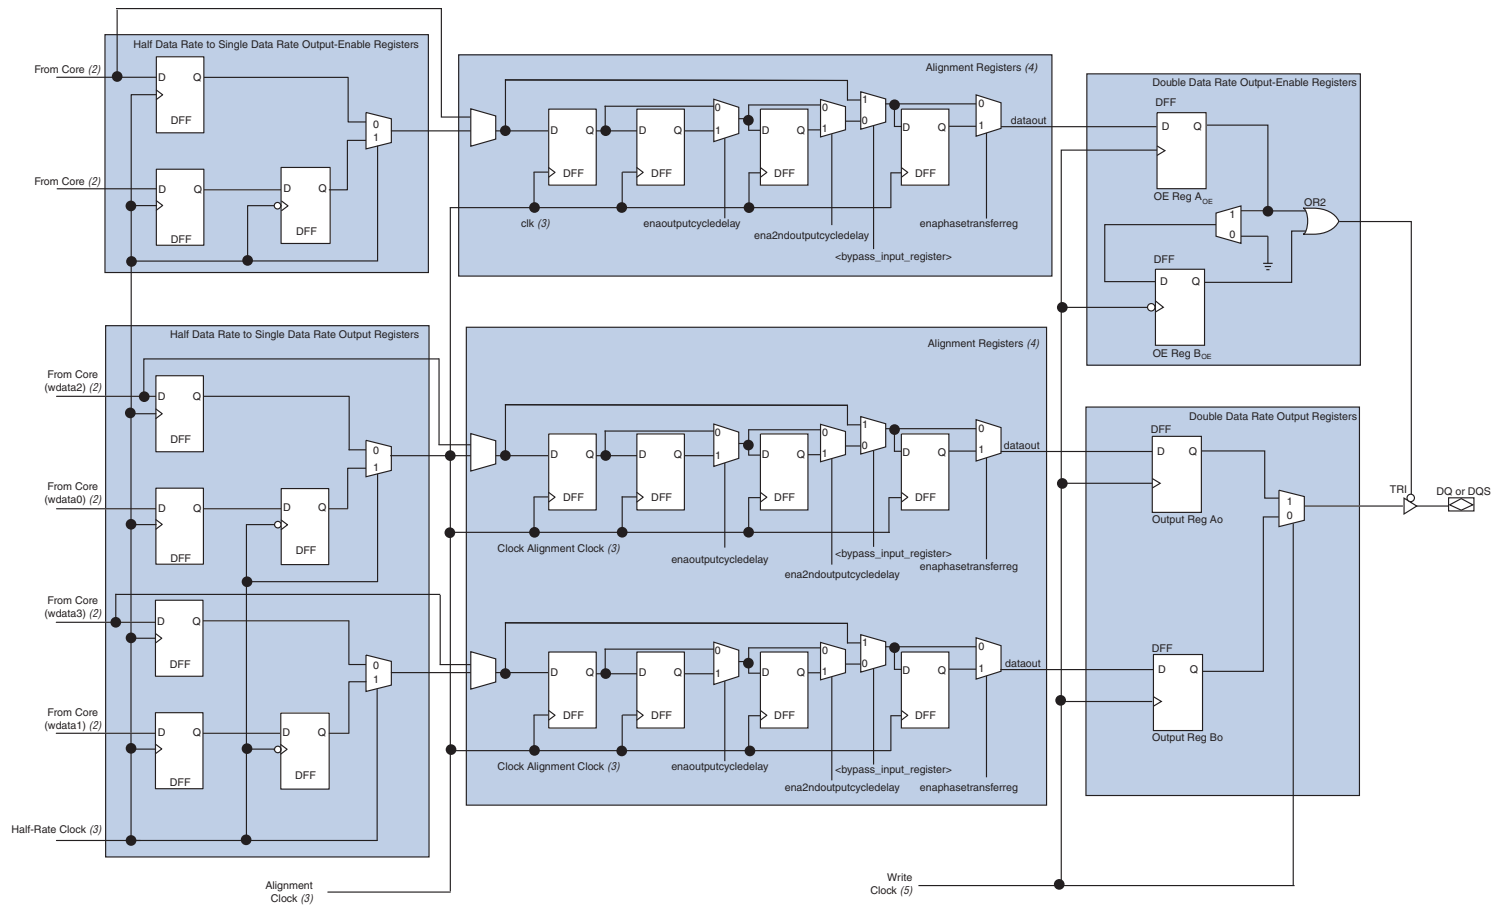 Half Data Rate to Single Data Rate Output-Enable Registers
From Core (2)
D Q
DFF
0
1
From Core (2)
D Q
DFF
D Q
DFF
Alignment Registers (4)
D Q
DFF
D Q
DFF
0
1
D Q
DFF
0
1
1
0
D Q
DFF
0
1
dataout
clk (3)
enaoutputcycledelay
ena2ndoutputcycledelay
<bypass_input_register>
enaphasetransferreg
Double Data Rate Output-Enable Registers
DFF
D Q
OE Reg AOE
1
0
OR2
DFF
D Q
OE Reg BOE
Half Data Rate to Single Data Rate Output Registers
From Core
(wdata2) (2)
D Q
DFF
0
1
From Core
(wdata0) (2)
D Q
DFF
D Q
DFF
From Core
(wdata3) (2)
D Q
DFF
0
1
From Core
(wdata1) (2)
D Q
DFF
D Q
DFF
Half-Rate Clock (3)
Alignment Registers (4)
D Q
DFF
D Q
DFF
0
1
D Q
DFF
0
1
1
0
D Q
DFF
0
1
dataout
Clock Alignment Clock (3)
enaoutputcycledelay
ena2ndoutputcycledelay
<bypass_input_register>
enaphasetransferreg
D Q
DFF
D Q
DFF
0
1
D Q
DFF
0
1
1
0
D Q
DFF
0
1
dataout
Clock Alignment Clock (3)
enaoutputcycledelay
ena2ndoutputcycledelay
<bypass_input_register>
enaphasetransferreg
Double Data Rate Output Registers
DFF
D Q
Output Reg Ao
1
0
DFF
D Q
Output Reg Bo
TRI
DQ or DQS
Alignment
Clock (3)
Write
Clock (5)